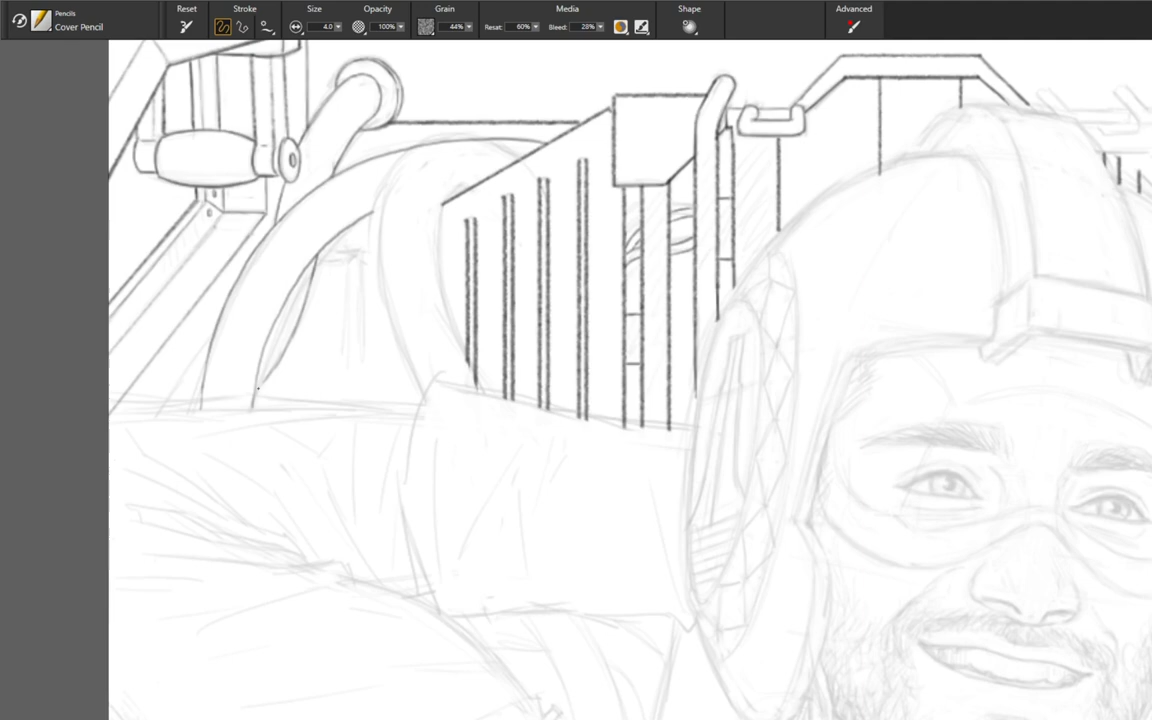 Pencils
Cover Pencil
Reset
Stroke
Size
4.0
Opacity
100%
Grain
44%
Media
Resat: 60%
Bleed: 28%
Shape
Advanced